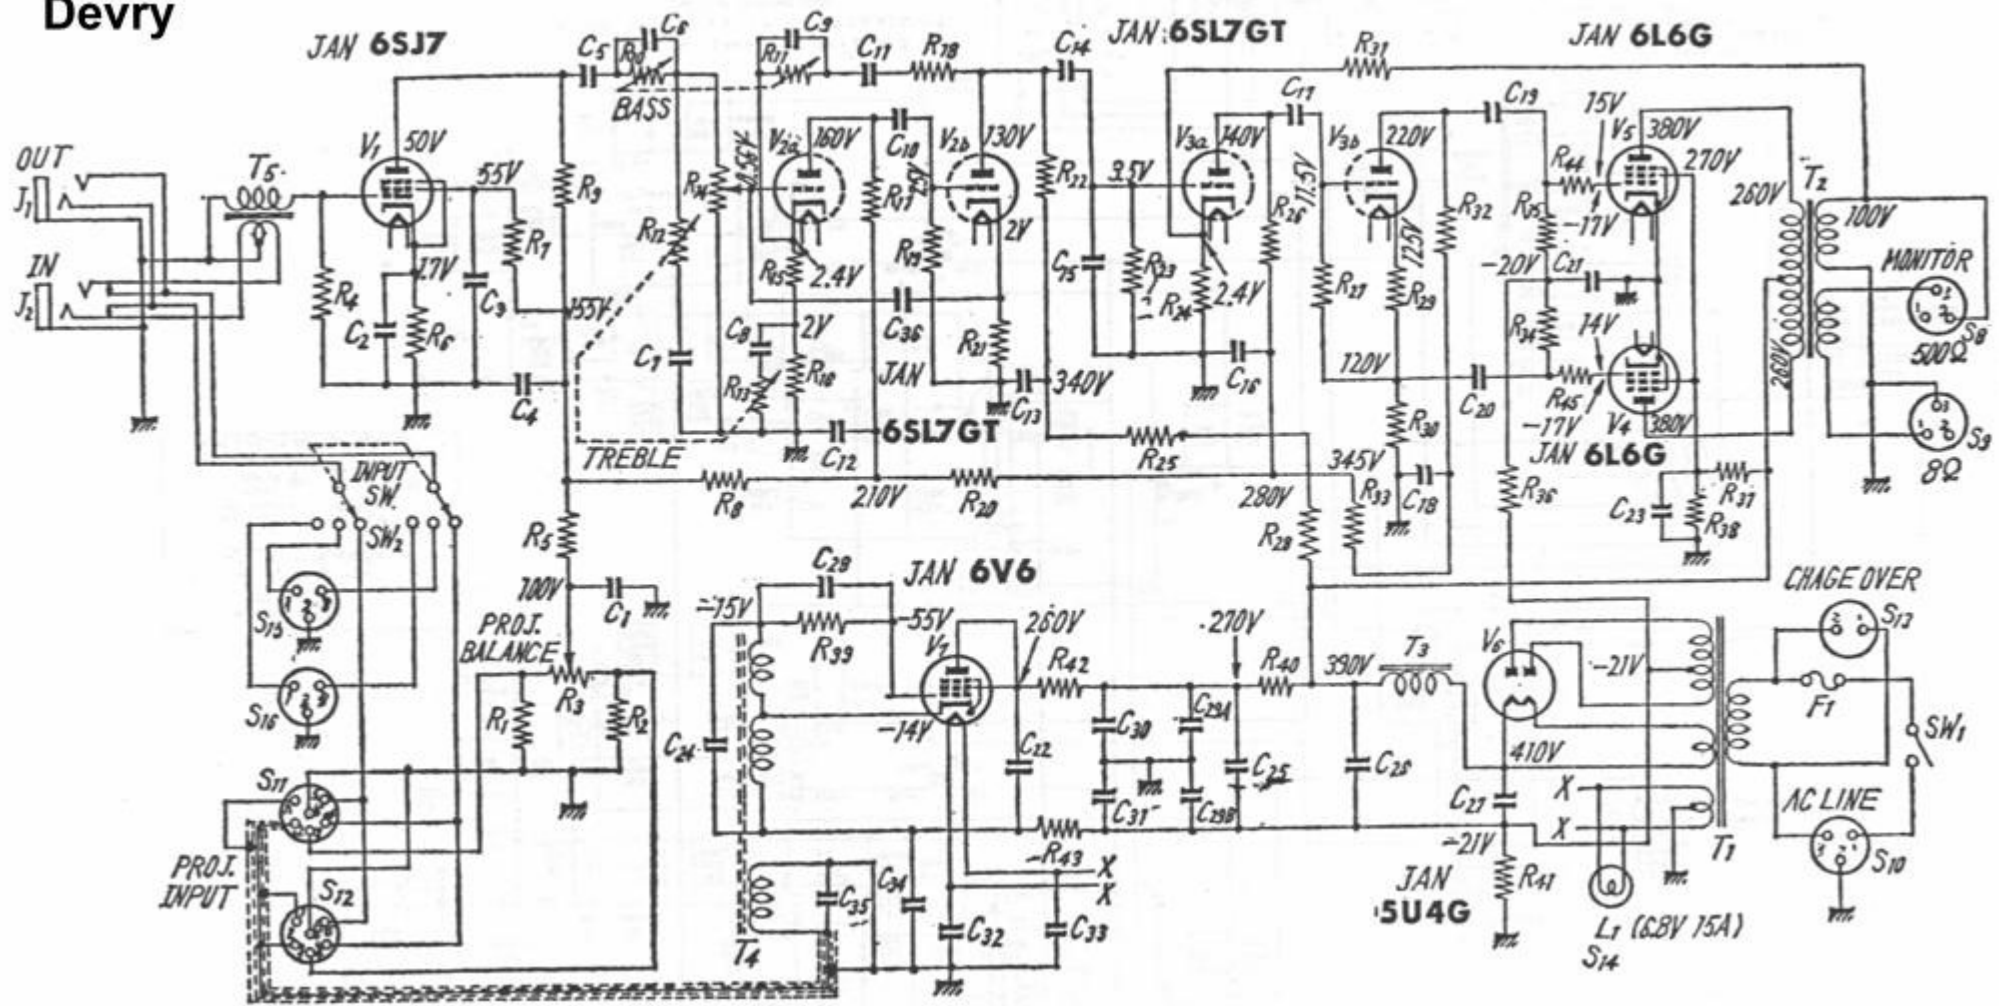 Devry
JAN 6SJ7
JAN 6SL7GT
JAN 6L6G
C5
R10
C6
BASS
C9
R11
C11
R18
C14
R31
C17
C19
15V
V5
380V
270V
OUT
J1
T5
V1
50V
55V
R9
R14
V2a
160V
C10
V2b
130V
R22
9.5V
V3a
140V
11.5V
V3b
220V
R44
-17V
260V
T2
100V
IN
J2
R4
17V
C2
R6
C3
R7
155V
R12
R15
2.4V
R17
R19
2V
C15
R23
R24
2.4V
R26
R27
R29
R32
R35
-20V
C21
MONITOR
S8
500Ω
C4
C7
C8
2V
R13
R16
C36
R21
JAN
6SL7GT
C13
340V
C16
120V
C20
R34
14V
R45
-17V
V4
380V
260V
JAN 6L6G
S9
8Ω
TREBLE
C12
R25
R30
345V
C18
R33
R36
C23
R37
R38
INPUT
SW.
SW2
R8
210V
R20
280V
R28
R5
100V
C1
PROJ.
BALANCE
R3
R1
R2
S15
S16
S11
PROJ.
INPUT
S12
C28
JAN 6V6
-15V
R39
-55V
V7
260V
R42
-270V
R40
390V
T3
V6
-21V
CHAGE OVER
S13
F1
SW1
-14V
C24
C22
C30
C29A
C31
C29B
C25
C26
410V
C27
X
X
-21V
T1
AC LINE
S10
R43
X
X
T4
C35
C34
C32
C33
JAN
5U4G
R41
L1 (6.8V 15A)
S14